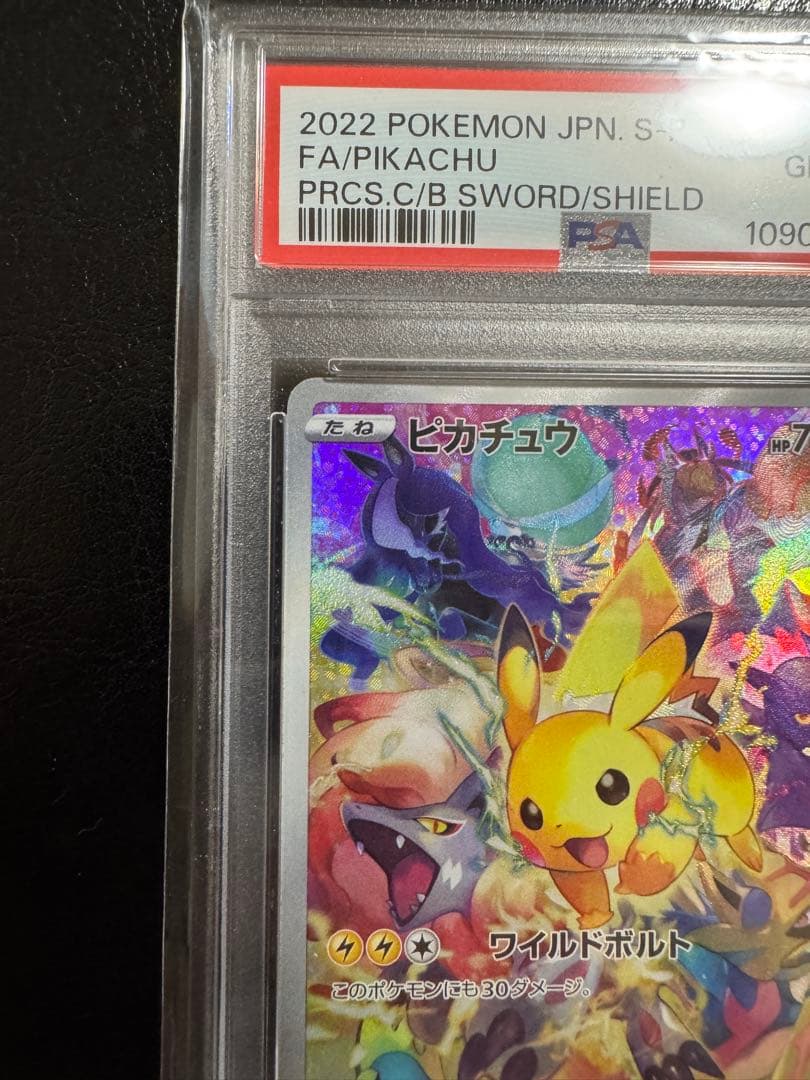 2022 POKEMON JPN. S-
FA/PIKACHU
PRCS.C/B SWORD/SHIELD
PSA 1090
たね ピカチュウ HP7
ワイルドボルト
このポケモンにも30ダメージ。